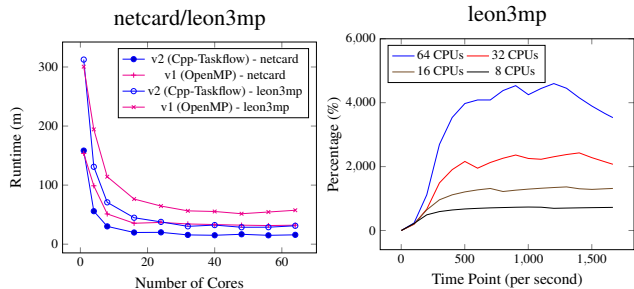 netcard/leon3mp
v2 (Cpp-Taskflow) - netcard
v1 (OpenMP) - netcard
v2 (Cpp-Taskflow) - leon3mp
v1 (OpenMP) - leon3mp
300
200
100
0
Runtime (m)
0 20 40 60
Number of Cores
leon3mp
64 CPUs 32 CPUs
16 CPUs 8 CPUs
6,000
4,000
2,000
0
Percentage (%)
0 500 1,000 1,500
Time Point (per second)